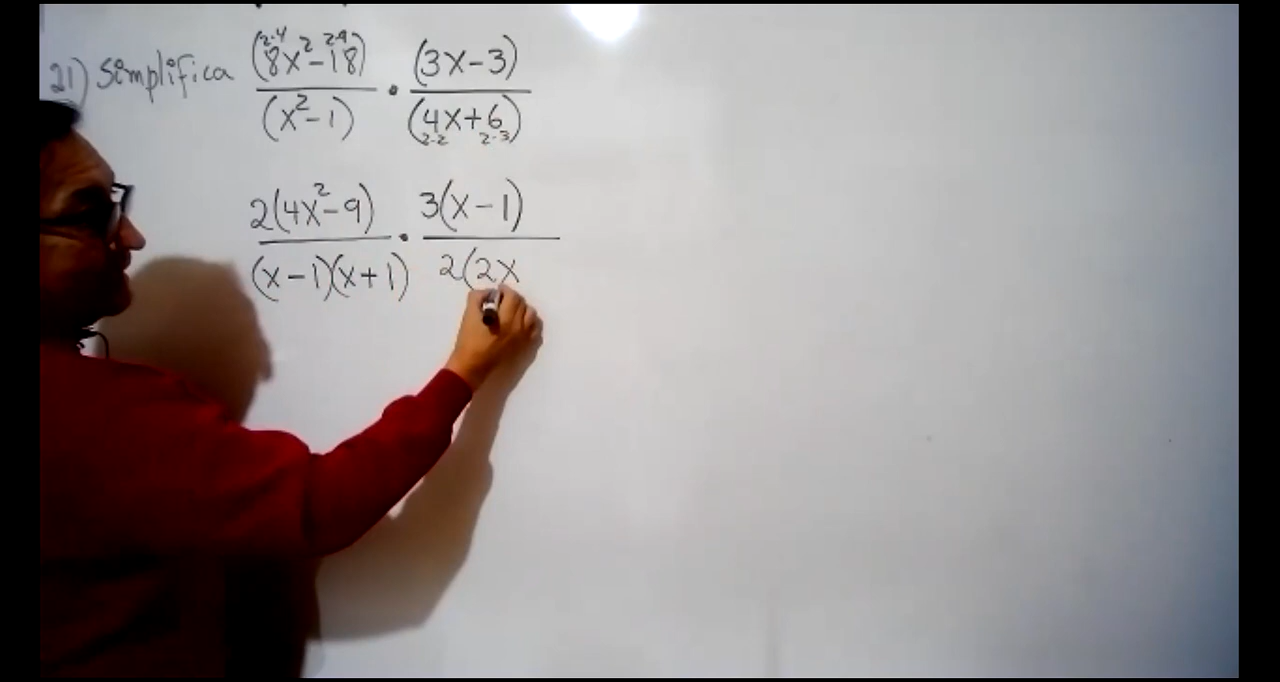 21) Simplifica (8x²-18) / (x²-1) · (3x-3) / (4x+6)
2·4 2·9
2·2 2·3
2(4x²-9) / (x-1)(x+1) · 3(x-1) / 2(2x